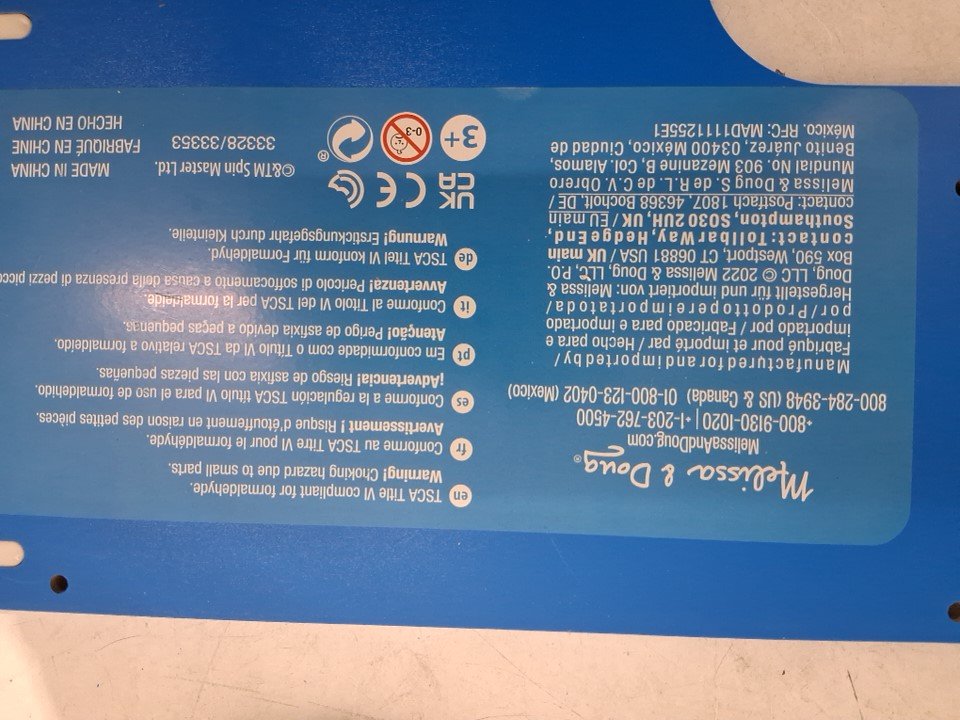 Melissa & Doug®
MelissaAndDoug.com
+800-9130-1020 | +1-203-762-4500
800-284-3948 (US & Canada) 01-800-123-0402 (Mexico)
Manufactured for and imported by /
Fabriqué pour et importé par / Hecho para e
importado por / Fabricado para e importado
por / Prodotto per e importato da /
Hergestellt für und importiert von: Melissa &
Doug, LLC © 2022 Melissa & Doug, LLC, P.O.
Box 590, Westport, CT 06881 USA / UK main
contact: Tollbar Way, Hedge End,
Southampton, SO30 2UH, UK / EU main
contact: Postfach 1807, 46368 Bocholt, DE /
Melissa & Doug S. de R.L. de C.V. Obrero
Mundial No. 903 Mezanine B, Col. Alamos,
Benito Juárez, 03400 México, Ciudad de
México. RFC: MAD1111255E1
en TSCA Title VI compliant for formaldehyde.
Warning! Choking hazard due to small parts.
fr Conforme au TSCA Titre VI pour le formaldehyde.
Avertissement ! Risque d'étouffement en raison des petites pièces.
es Conforme a la regulación TSCA título VI para el uso de formaldehído.
¡Advertencia! Riesgo de asfixia con las piezas pequeñas.
pt Em conformidade com o Título VI da TSCA relativo a formaldeído.
Atenção! Perigo de asfixia devido a peças pequenas.
it Conforme al Titolo VI del TSCA per la formaldeide.
Avvertenza! Pericolo di soffocamento a causa della presenza di pezzi picco
de TSCA Titel VI konform für Formaldehyd.
Warnung! Erstickungsgefahr durch Kleinteile.
UK
CA CE
3+ 0-3 ®
©&TM Spin Master Ltd.
33328/33353
MADE IN CHINA
FABRIQUÉ EN CHINE
HECHO EN CHINA